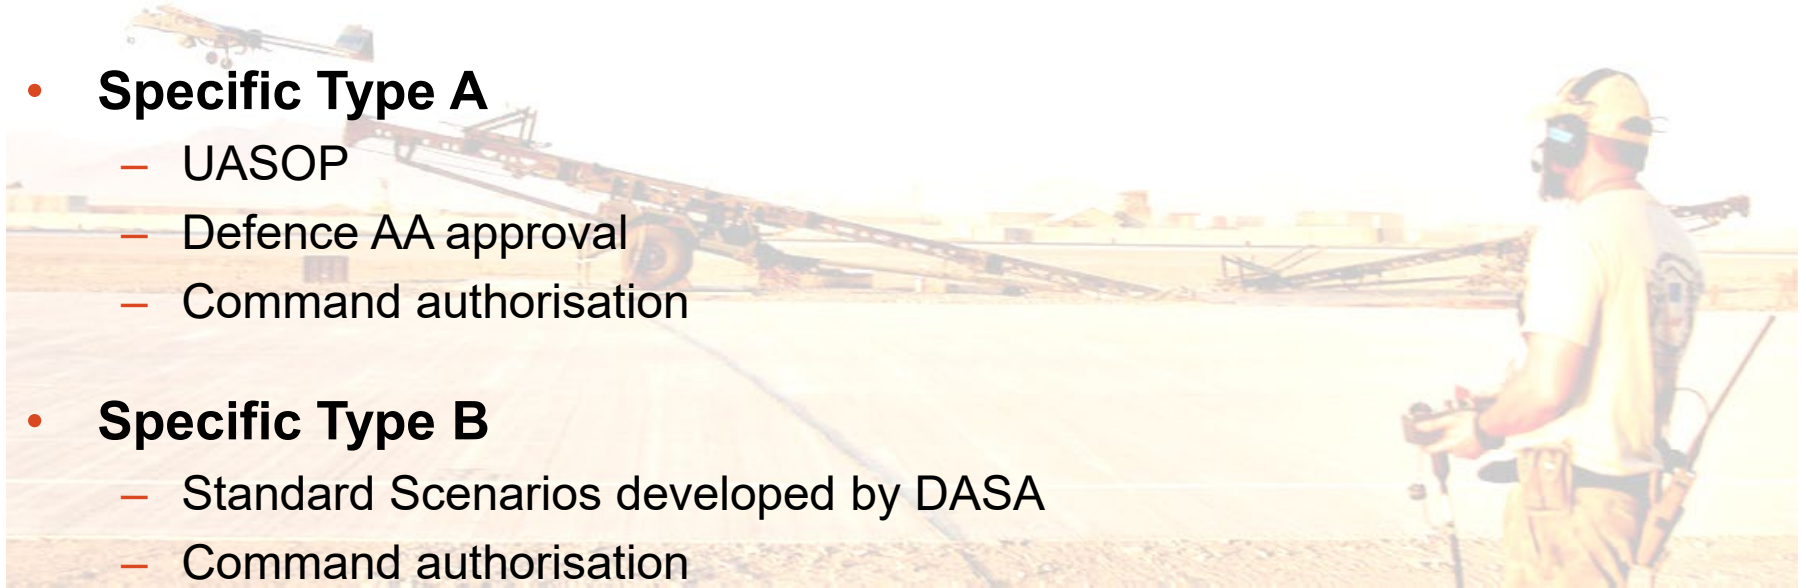 • Specific Type A
– UASOP
– Defence AA approval
– Command authorisation
• Specific Type B
– Standard Scenarios developed by DASA
– Command authorisation